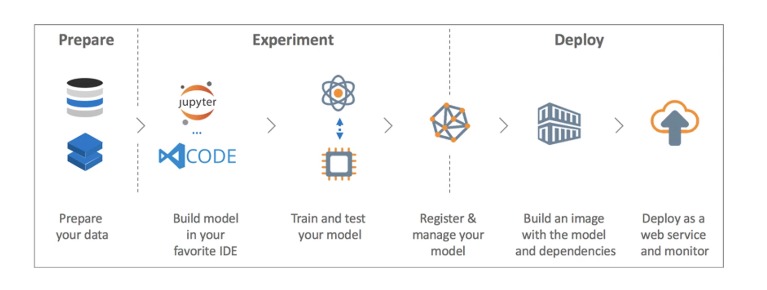 Prepare
Experiment
Deploy
jupyter
...
CODE
Prepare
your data
Build model
in your
favorite IDE
Train and test
your model
Register &
manage your
model
Build an image
with the model
and dependencies
Deploy as a
web service
and monitor